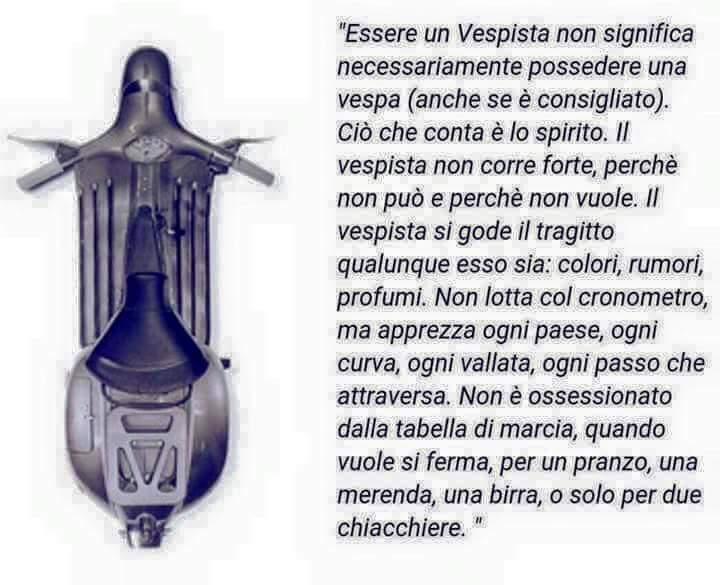 "Essere un Vespista non significa
necessariamente possedere una
vespa (anche se è consigliato).
Ciò che conta è lo spirito. Il
vespista non corre forte, perchè
non può e perchè non vuole. Il
vespista si gode il tragitto
qualunque esso sia: colori, rumori,
profumi. Non lotta col cronometro,
ma apprezza ogni paese, ogni
curva, ogni vallata, ogni passo che
attraversa. Non è ossessionato
dalla tabella di marcia, quando
vuole si ferma, per un pranzo, una
merenda, una birra, o solo per due
chiacchiere. "